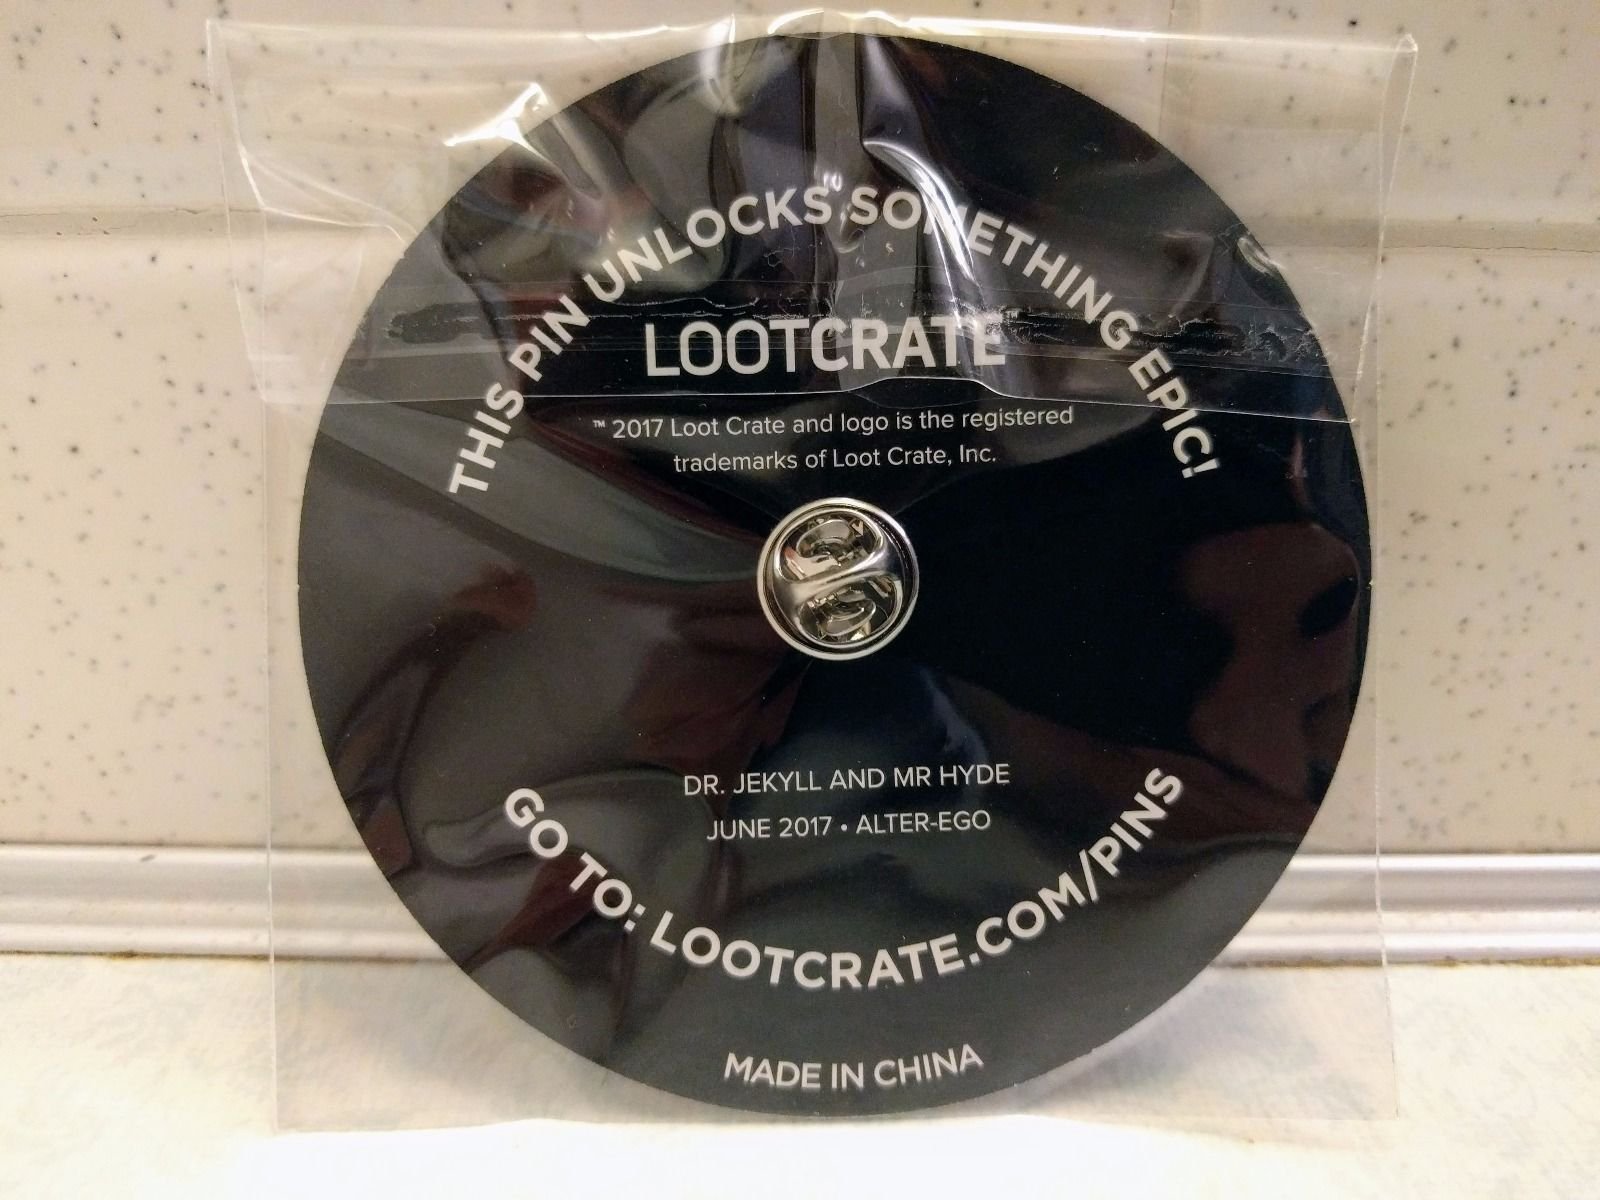 THIS PIN UNLOCKS SOMETHING EPIC!
LOOTCRATE™
™ 2017 Loot Crate and logo is the registered
trademarks of Loot Crate, Inc.
DR. JEKYLL AND MR HYDE
JUNE 2017 • ALTER-EGO
GO TO: LOOTCRATE.COM/PINS
MADE IN CHINA